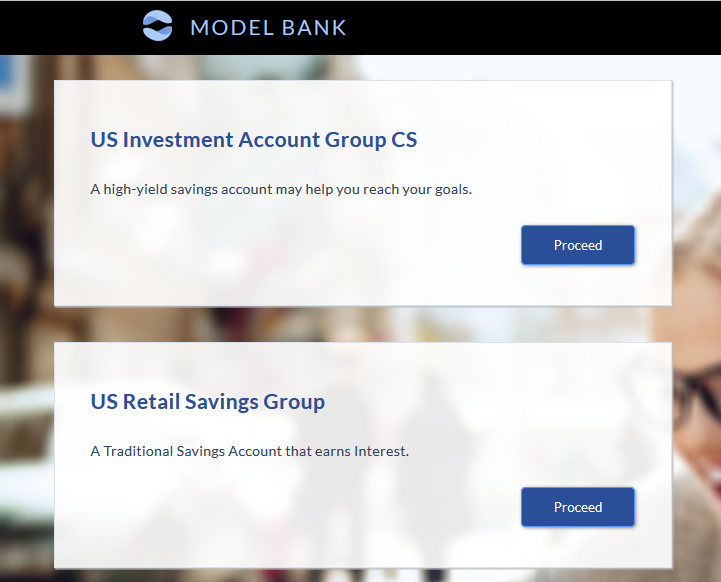 MODEL BANK
US Investment Account Group CS
A high-yield savings account may help you reach your goals.
Proceed
US Retail Savings Group
A Traditional Savings Account that earns Interest.
Proceed